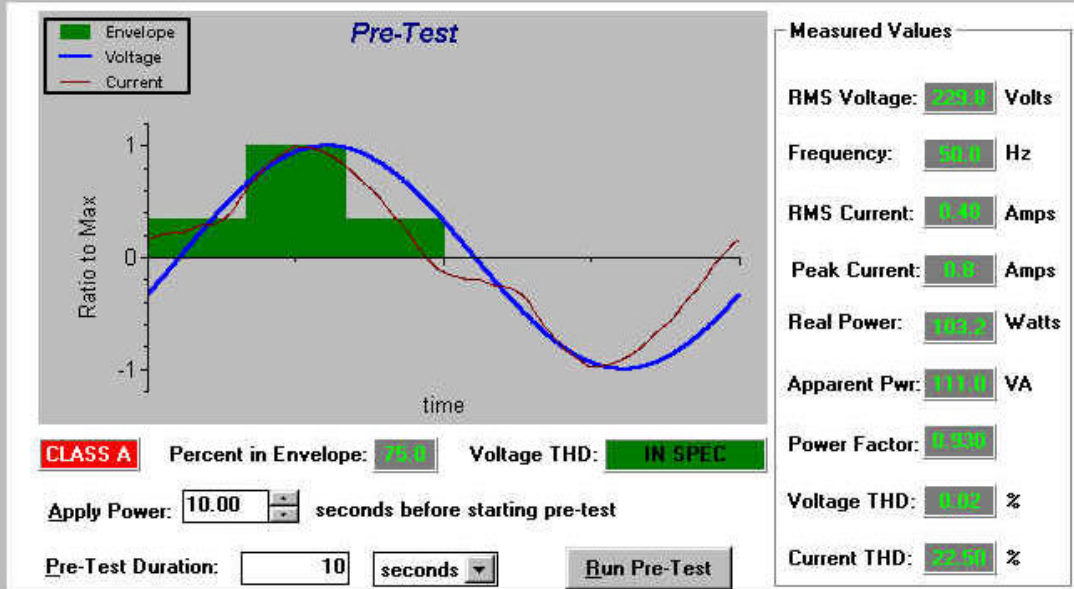 Pre-Test
Envelope
Voltage
Current
Ratio to Max
1
0
-1
time
CLASS A
Percent in Envelope: 75.0
Voltage THD: IN SPEC
Apply Power: 10.00 seconds before starting pre-test
Pre-Test Duration: 10 seconds
Run Pre-Test
Measured Values
RMS Voltage: 229.8 Volts
Frequency: 50.0 Hz
RMS Current: 0.48 Amps
Peak Current: 0.8 Amps
Real Power: 103.2 Watts
Apparent Pwr: 111.0 VA
Power Factor: 0.930
Voltage THD: 0.02 %
Current THD: 22.50 %